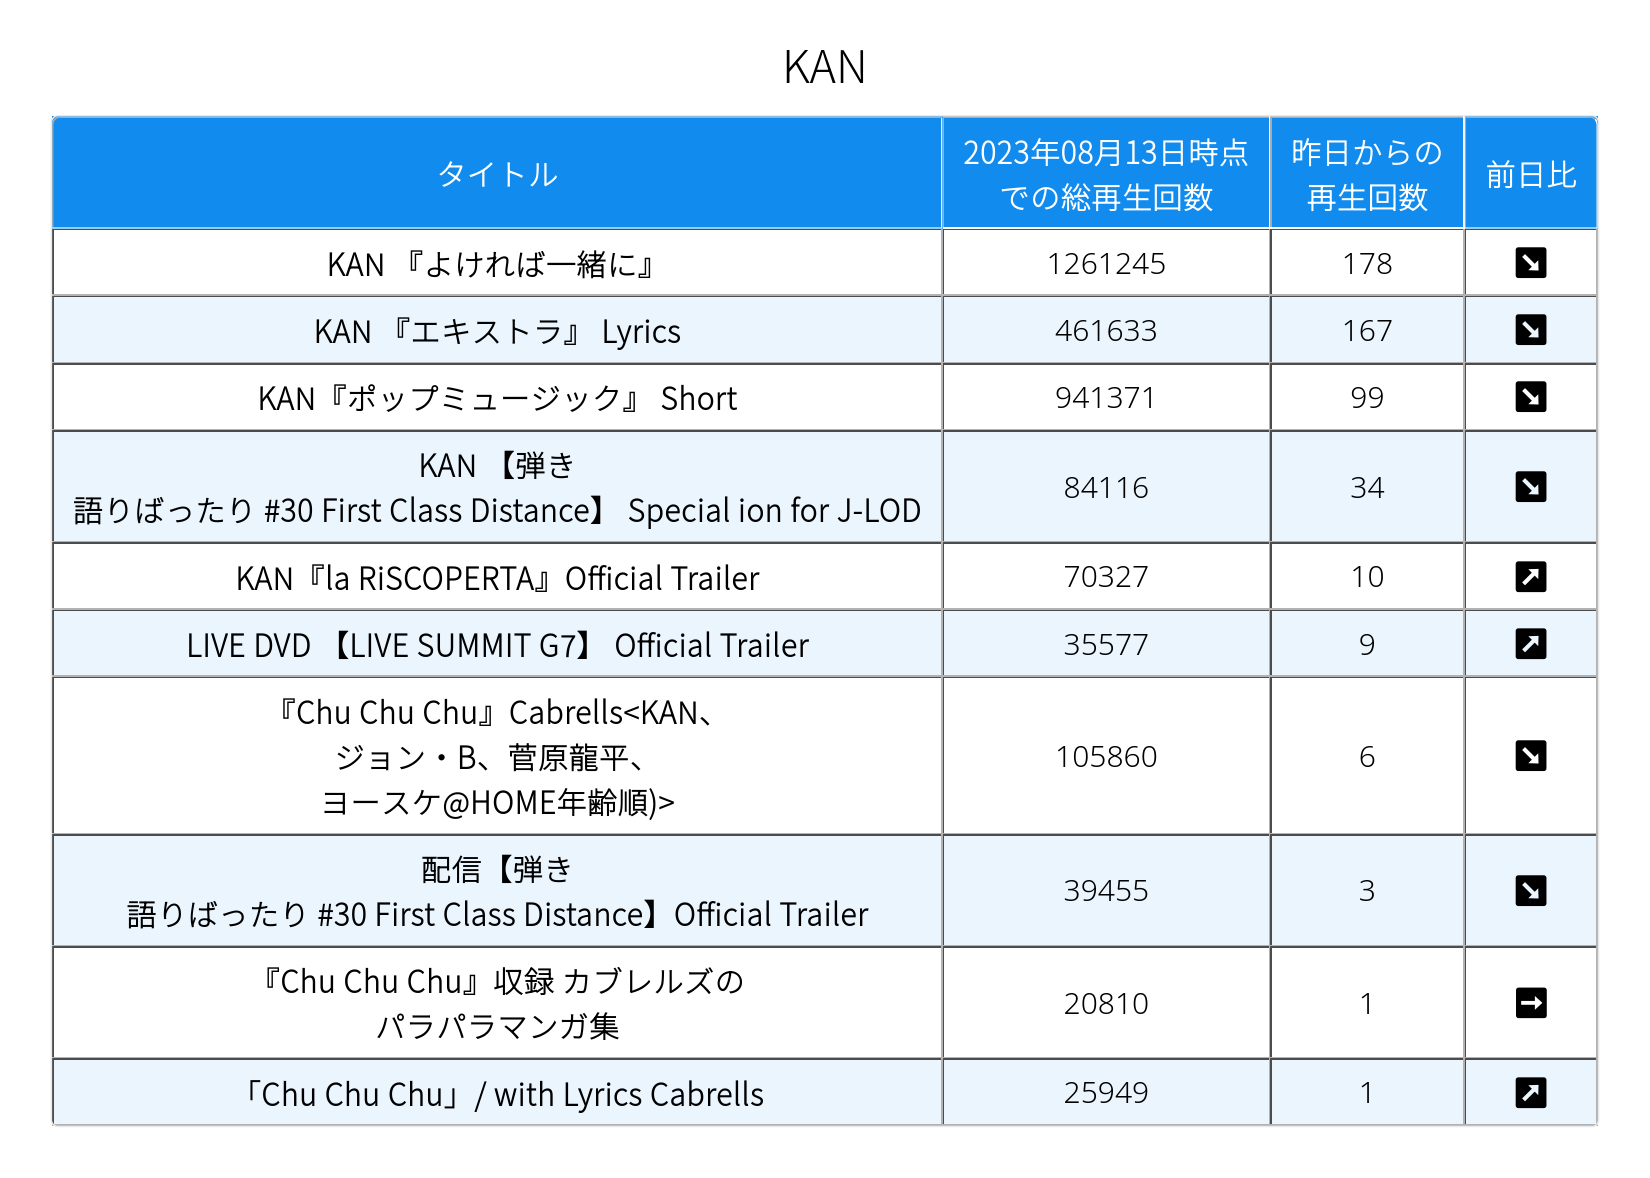 KAN
タイトル
2023年08月13日時点
での総再生回数
昨日からの
再生回数
前日比
KAN 『よければ一緒に』
1261245
178
KAN 『エキストラ』 Lyrics
461633
167
KAN『ポップミュージック』 Short
941371
99
KAN 【弾き
語りばったり #30 First Class Distance】 Special ion for J-LOD
84116
34
KAN『la RiSCOPERTA』Official Trailer
70327
10
LIVE DVD 【LIVE SUMMIT G7】 Official Trailer
35577
9
『Chu Chu Chu』Cabrells<KAN、
ジョン・B、菅原龍平、
ヨースケ@HOME年齢順)>
105860
6
配信【弾き
語りばったり #30 First Class Distance】Official Trailer
39455
3
『Chu Chu Chu』収録 カブレルズの
パラパラマンガ集
20810
1
「Chu Chu Chu」/ with Lyrics Cabrells
25949
1